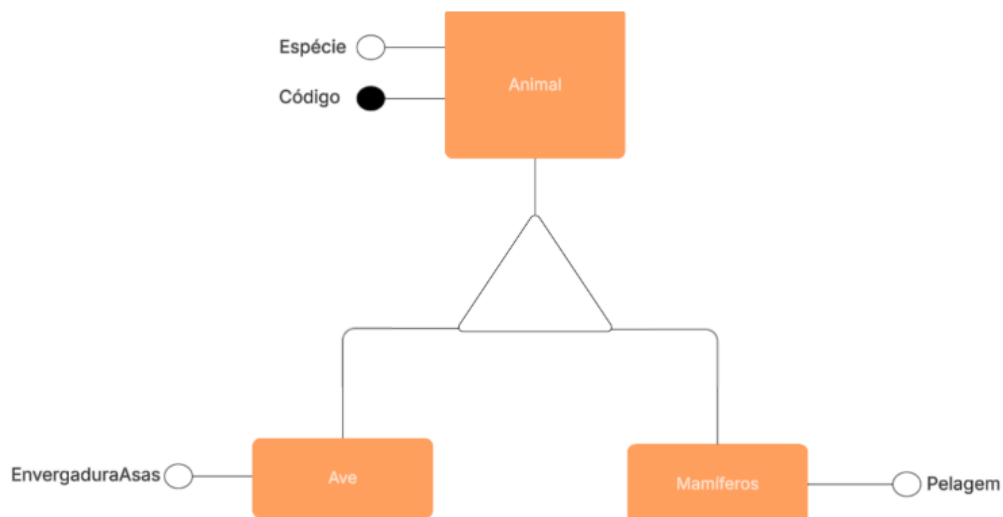 Espécie
Código
Animal
EnvergaduraAsas
Ave
Mamíferos
Pelagem